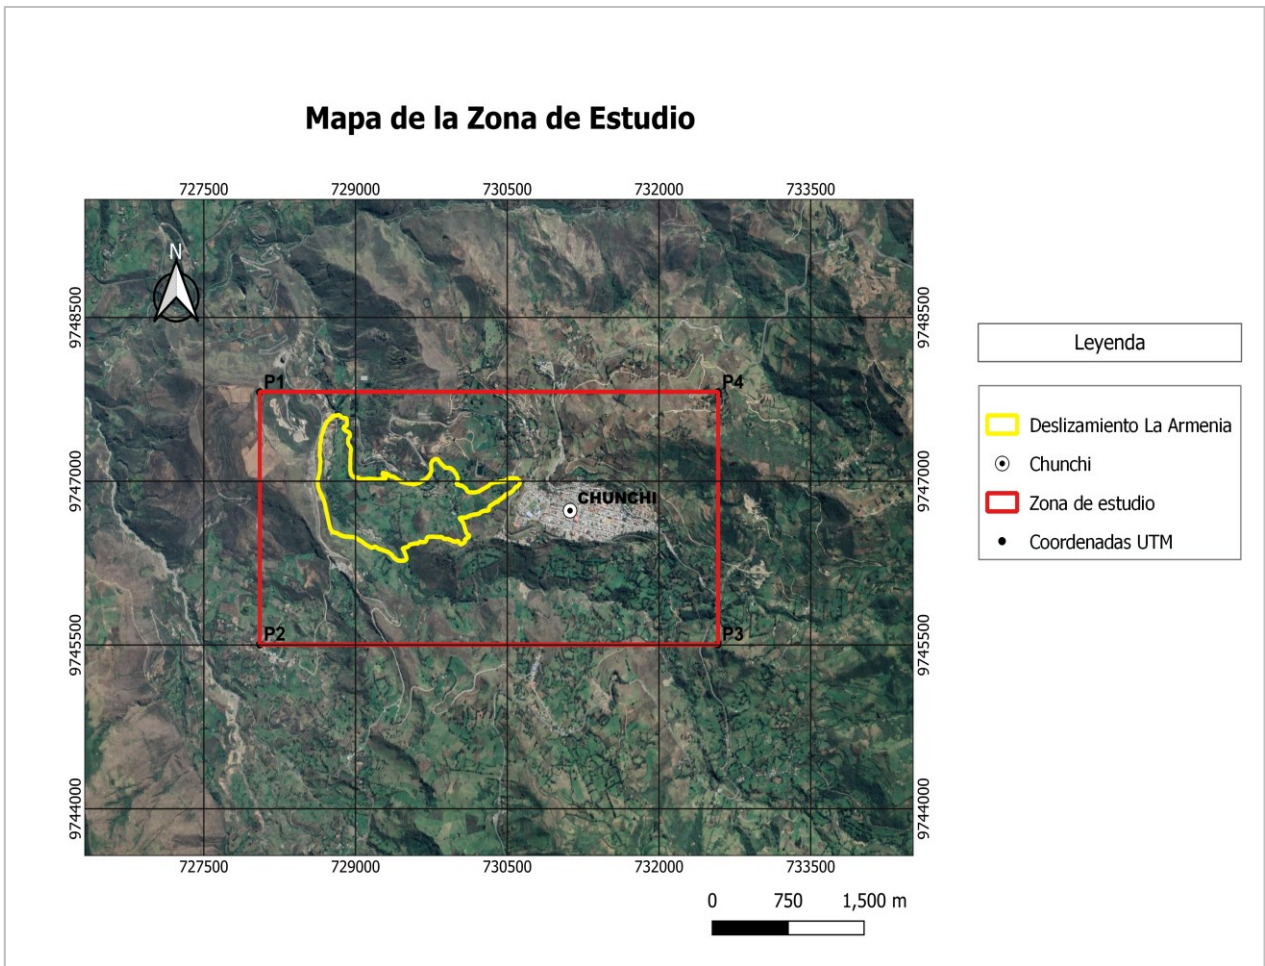 Mapa de la Zona de Estudio
727500 729000 730500 732000 733500
N
9748500 9748500
P1 P4
9747000 9747000
CHUNCHI
P2 P3
9745500 9745500
9744000 9744000
727500 729000 730500 732000 733500
0 750 1,500 m
Leyenda
Deslizamiento La Armenia
Chunchi
Zona de estudio
Coordenadas UTM